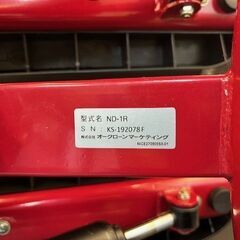 型式名 ND-1R
S N : KS-192078F
株式会社 オークローンマーケティング